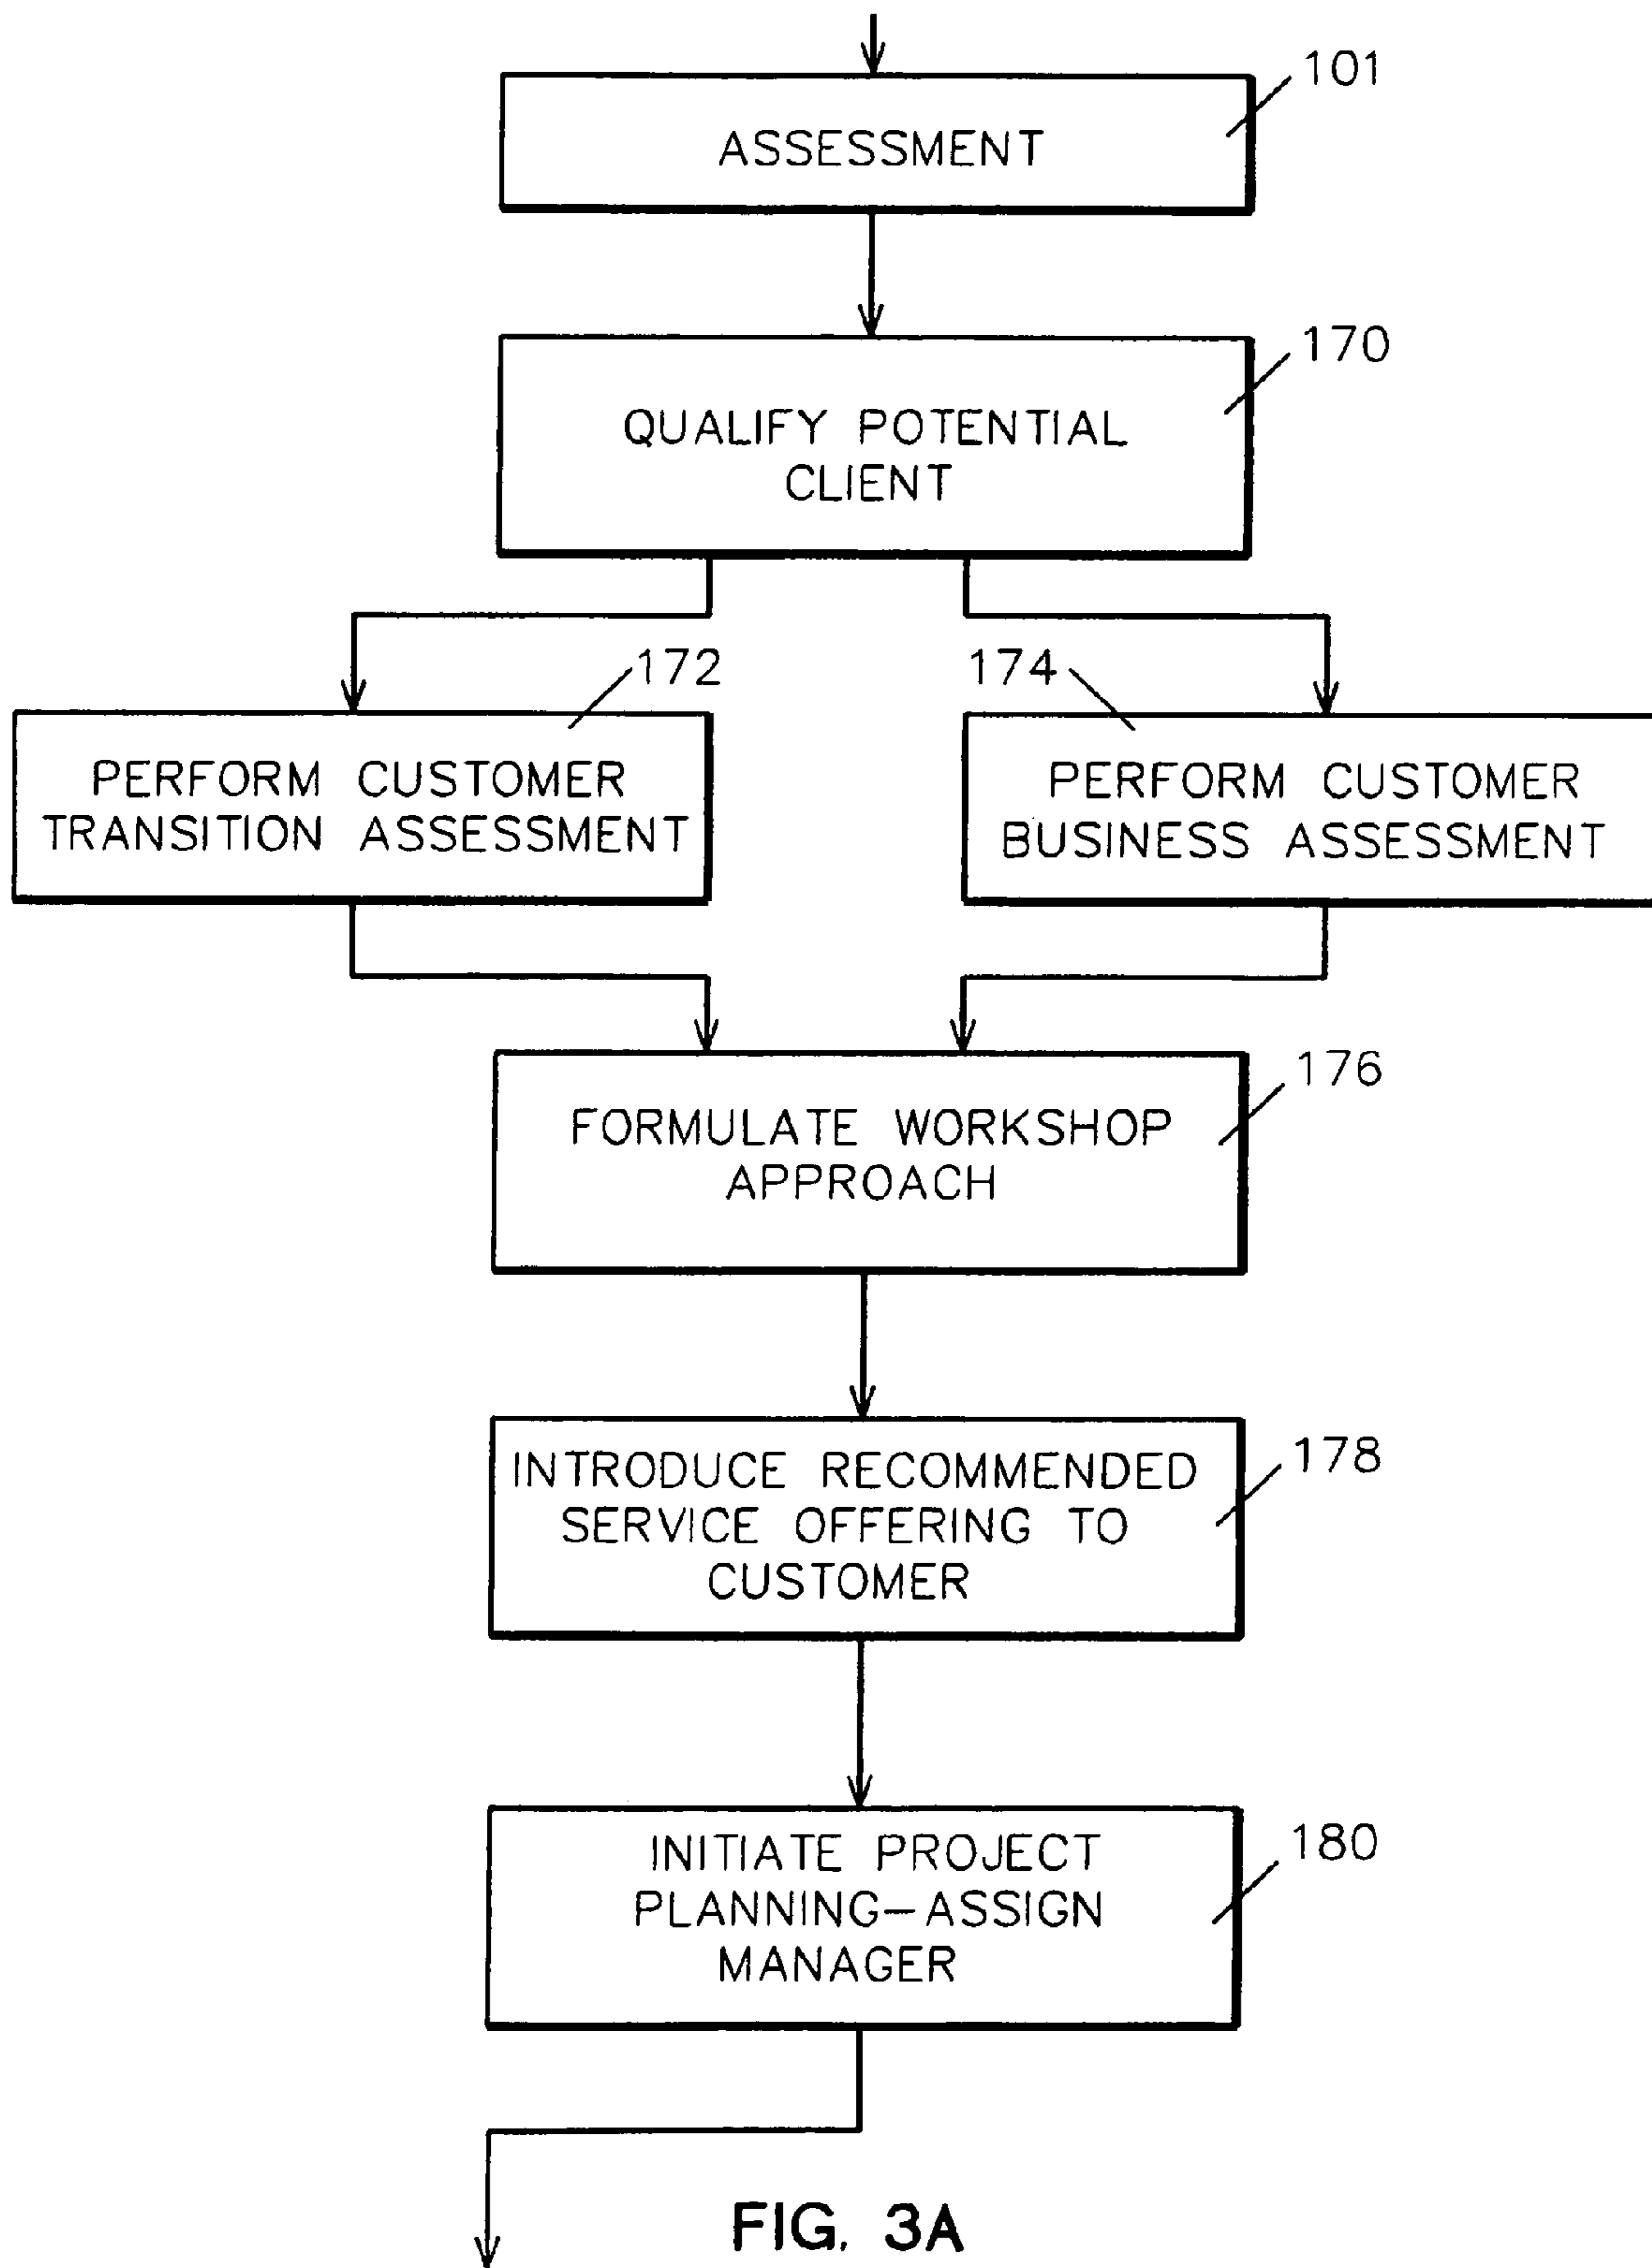 101
ASSESSMENT
170
QUALIFY POTENTIAL
CLIENT
172
174
PERFORM CUSTOMER
TRANSITION ASSESSMENT
PERFORM CUSTOMER
BUSINESS ASSESSMENT
176
FORMULATE WORKSHOP
APPROACH
178
INTRODUCE RECOMMENDED
SERVICE OFFERING TO
CUSTOMER
180
INITIATE PROJECT
PLANNING–ASSIGN
MANAGER
FIG. 3A